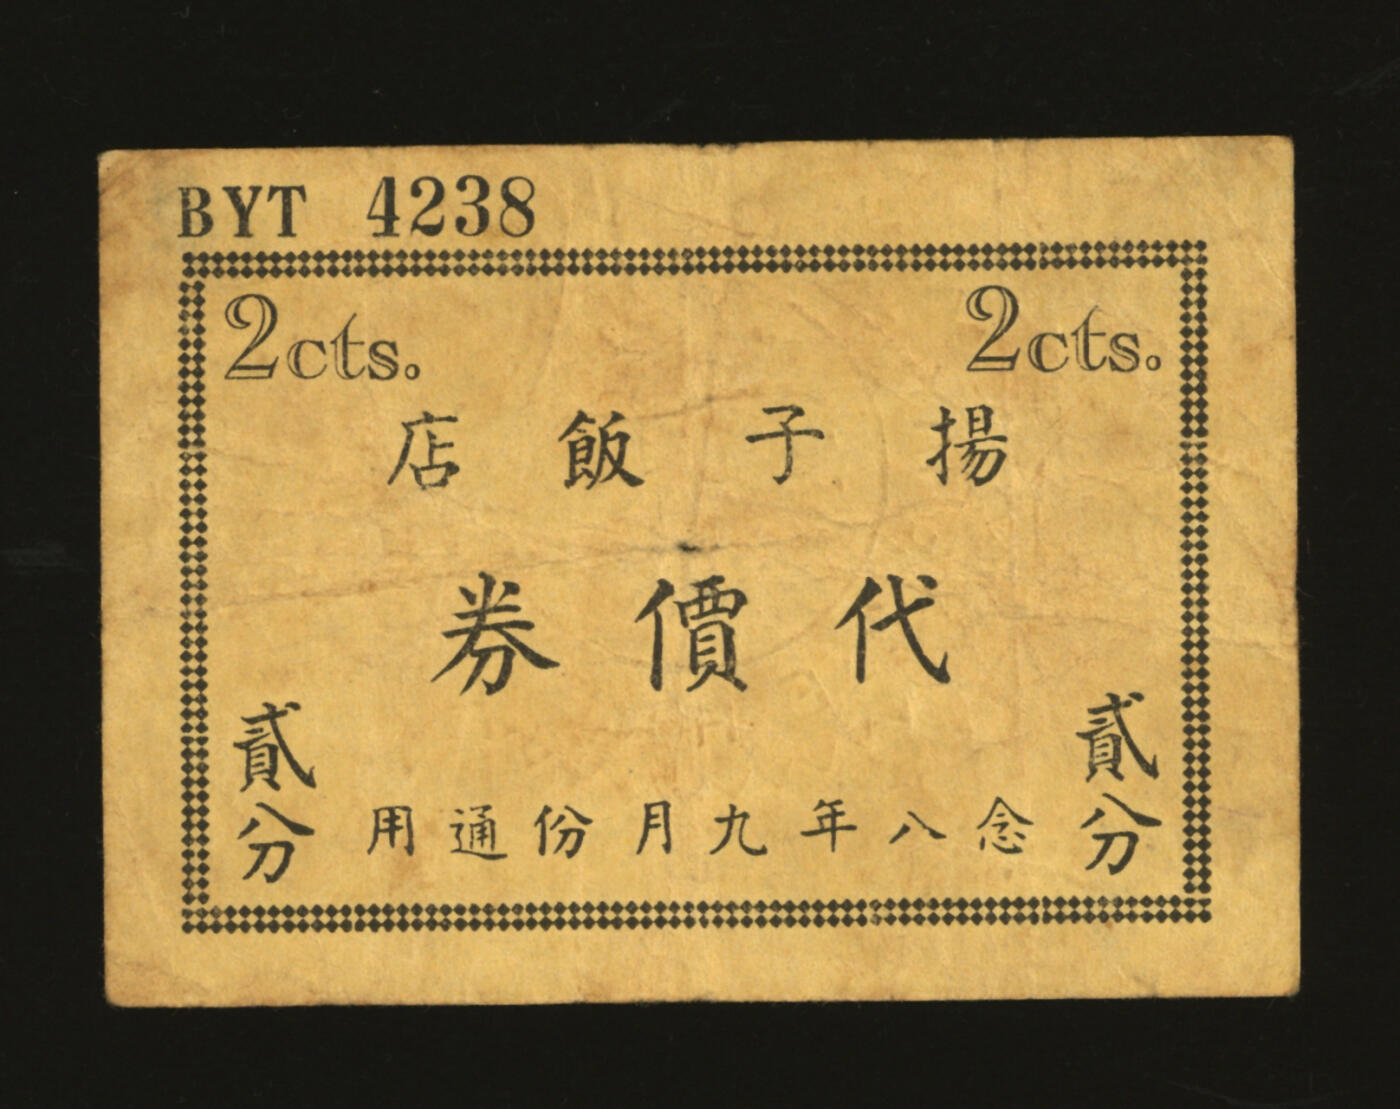 BYT 4238
2cts. 2cts.
揚子飯店
代價券
貳分
貳分
念八年九月份通用